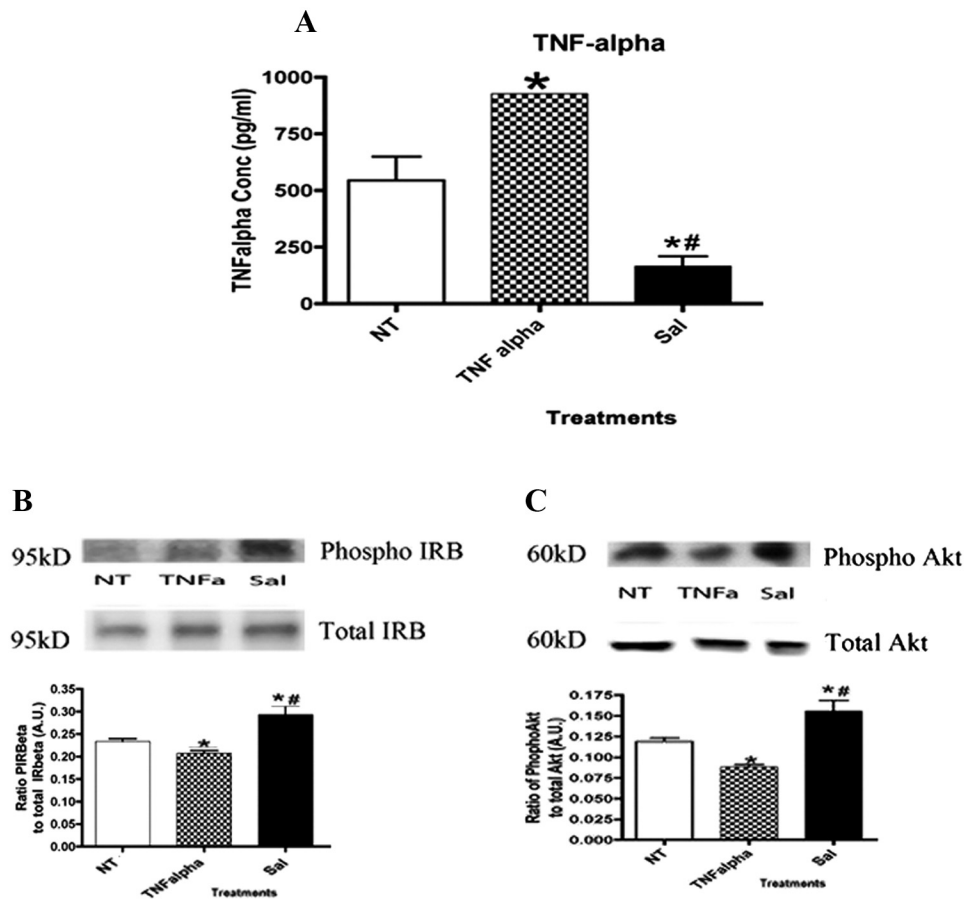 A
TNF-alpha
TNFalpha Conc (pg/ml)
1000
750
500
250
0
*
*#
NT
TNF alpha
Sal
Treatments
B
95kD
Phospho IRB
NT TNFa Sal
95kD
Total IRB
Ratio PIRBeta
to total IRbeta (A.U.)
0.35
0.30
0.25
0.20
0.15
0.10
0.05
0.00
*
*#
NT
TNFalpha
Sal
Treatments
C
60kD
Phospho Akt
NT TNFa Sal
60kD
Total Akt
Ratio of PhophoAkt
to total Akt (A.U.)
0.175
0.150
0.125
0.100
0.075
0.050
0.025
0.000
*
*#
NT
TNFalpha
Sal
Treatments